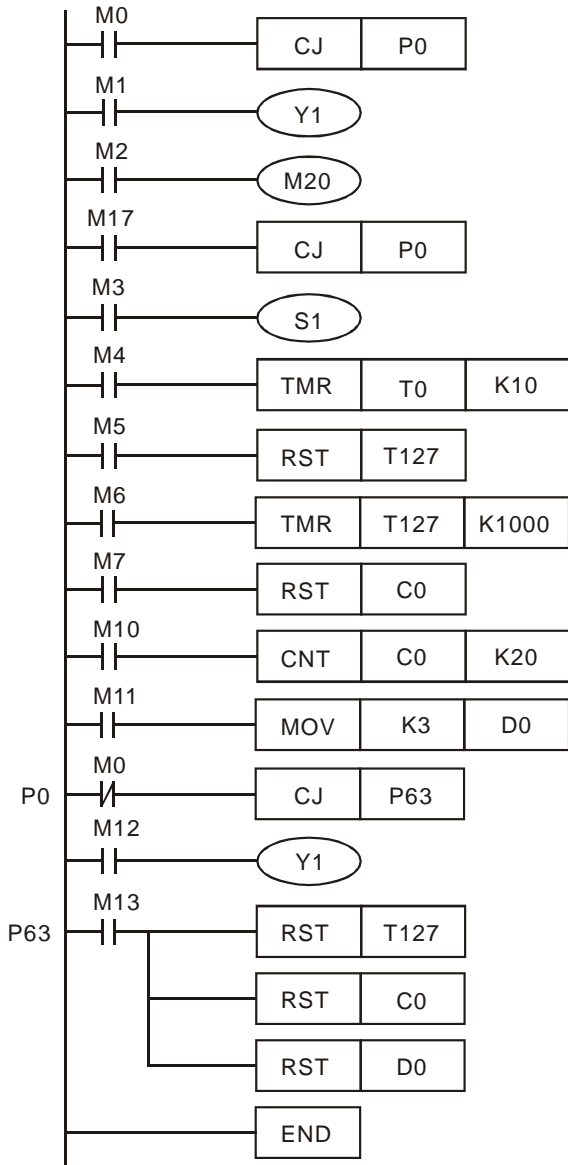 M0
CJ P0
M1
Y1
M2
M20
M17
CJ P0
M3
S1
M4
TMR T0 K10
M5
RST T127
M6
TMR T127 K1000
M7
RST C0
M10
CNT C0 K20
M11
MOV K3 D0
M0
P0 CJ P63
M12
Y1
M13
P63 RST T127
RST C0
RST D0
END